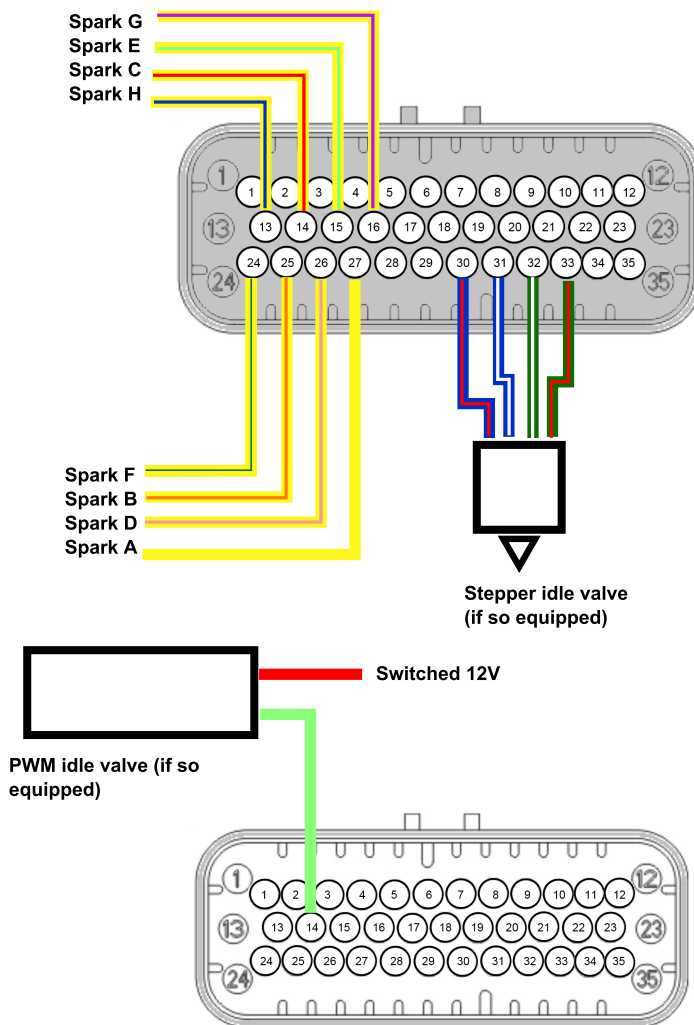 Spark G
Spark E
Spark C
Spark H
1 12
1 2 3 4 5 6 7 8 9 10 11 12
13 13 14 15 16 17 18 19 20 21 22 23 23
24 25 26 27 28 29 30 31 32 33 34 35
24 35
Spark F
Spark B
Spark D
Spark A
Stepper idle valve
(if so equipped)
Switched 12V
PWM idle valve (if so
equipped)
1 12
1 2 3 4 5 6 7 8 9 10 11 12
13 13 14 15 16 17 18 19 20 21 22 23 23
24 25 26 27 28 29 30 31 32 33 34 35
24 35